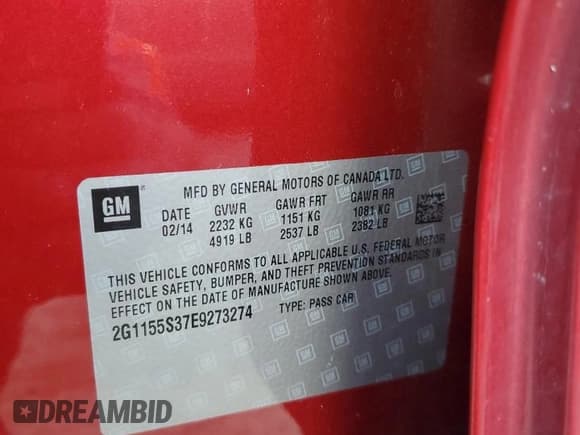 GM
MFD BY GENERAL MOTORS OF CANADA LTD.
DATE GVWR GAWR FRT GAWR RR
02/14 2232 KG 1151 KG 1081 KG
4919 LB 2537 LB 2382 LB
THIS VEHICLE CONFORMS TO ALL APPLICABLE U.S. FEDERAL MOTOR
VEHICLE SAFETY, BUMPER, AND THEFT PREVENTION STANDARDS IN
EFFECT ON THE DATE OF MANUFACTURE SHOWN ABOVE.
2G1155S37E9273274 TYPE: PASS CAR
DREAMBID